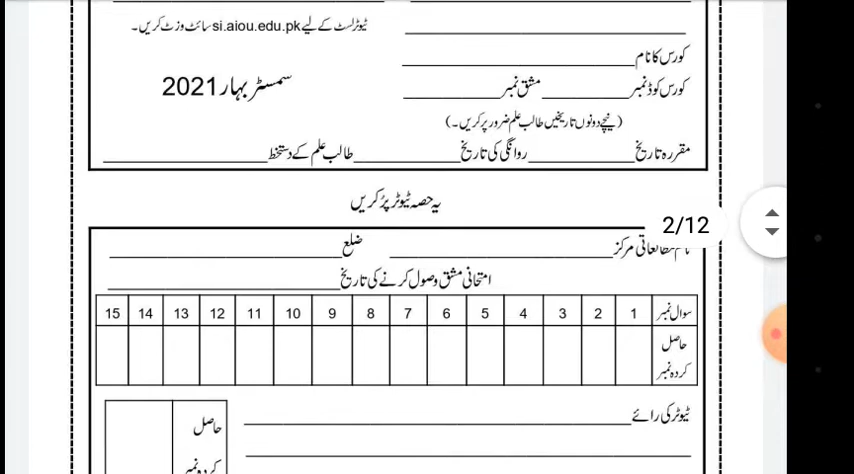 ٹیوٹر لسٹ کے لیے si.aiou.edu.pk سائٹ وزٹ کریں۔
کورس کا نام
کورس کوڈ نمبر مشق نمبر
سمسٹر بہار 2021
(نیچے دونوں تاریخیں طالب علم ضرور پر کریں۔)
مقررہ تاریخ روانگی کی تاریخ طالب علم کے دستخط
یہ حصہ ٹیوٹر پُر کریں
2/12
نام مطالعاتی مرکز ضلع
امتحانی مشق وصول کرنے کی تاریخ
سوال نمبر 1 2 3 4 5 6 7 8 9 10 11 12 13 14 15
حاصل
کردہ نمبر
ٹیوٹر کی رائے
حاصل
کردہ نمبر